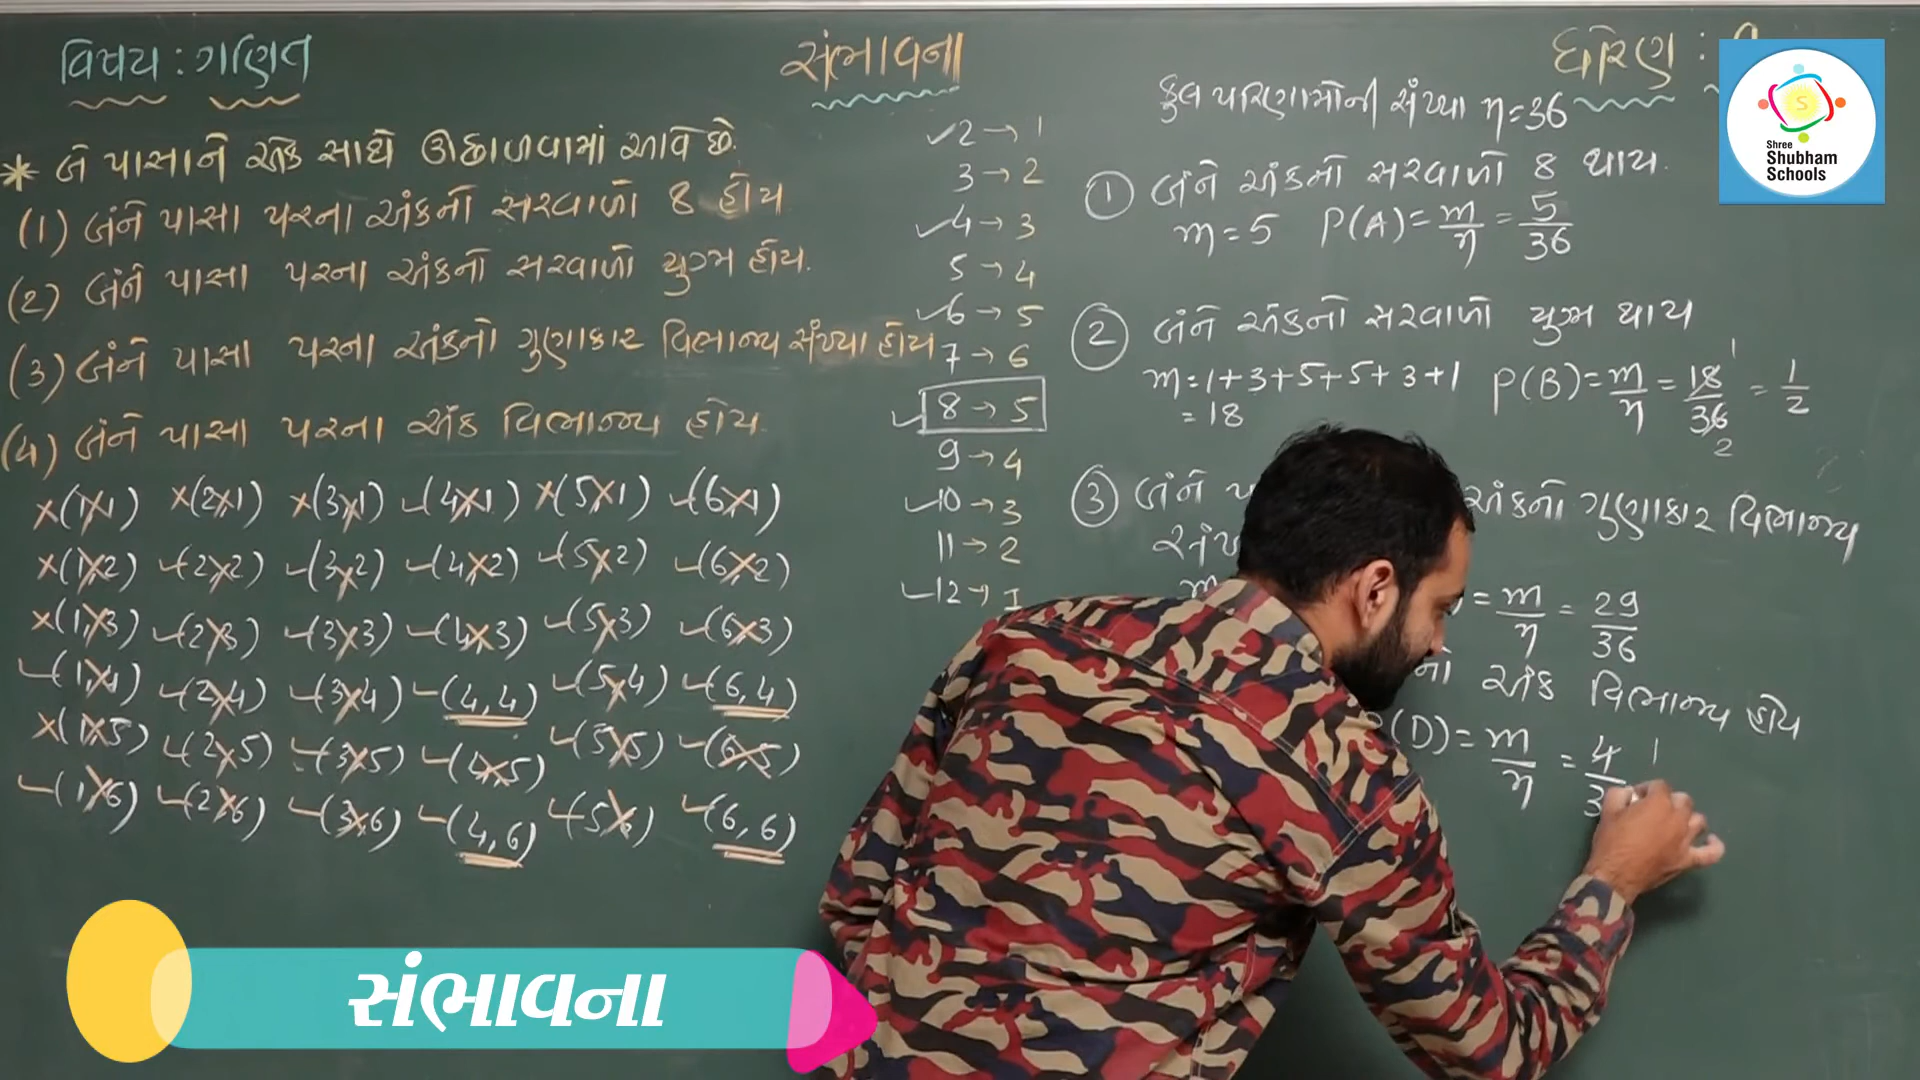 વિષય : ગણિત
સંભાવના
ધોરણ :
* બે પાસાને એક સાથે ઊછાળવામાં આવે છે.
(1) બંને પાસા પરના અંકનો સરવાળો 8 હોય
(2) બંને પાસા પરના અંકનો સરવાળો યુગ્મ હોય.
(3) બંને પાસા પરના અંકનો ગુણાકાર વિભાજ્ય સંખ્યા હોય
(4) બંને પાસા પરના અંક વિભાજ્ય હોય.
×(1×1) ×(2×1) ×(3×1) ✓(4×1) ×(5×1) ✓(6×1)
×(1×2) ✓(2×2) ✓(3×2) ✓(4×2) ✓(5×2) ✓(6×2)
×(1×3) ✓(2×3) ✓(3×3) ✓(4×3) ✓(5×3) ✓(6×3)
✓(1×4) ✓(2×4) ✓(3×4) ✓(4,4) ✓(5×4) ✓(6,4)
×(1×5) ✓(2×5) ✓(3×5) ✓(4×5) ✓(5×5) ✓(6×5)
✓(1×6) ✓(2×6) ✓(3×6) ✓(4,6) ✓(5×6) ✓(6,6)
✓2 → 1
3 → 2
✓4 → 3
5 → 4
✓6 → 5
7 → 6
✓8 → 5
9 → 4
✓10 → 3
11 → 2
✓12 → 1
કુલ પરિણામોની સંખ્યા n = 36
① બંને અંકનો સરવાળો 8 થાય.
m = 5 P(A) = m/n = 5/36
② બંને અંકનો સરવાળો યુગ્મ થાય
m = 1+3+5+5+3+1 P(B) = m/n = 18/36 = 1/2
= 18
1
2
③ બંને અંકનો ગુણાકાર વિભાજ્ય
= m/n = 29/36
અંક વિભાજ્ય હોય
(D) = m/n = 4/3 1
Shree
Shubham
Schools
S
સંભાવના